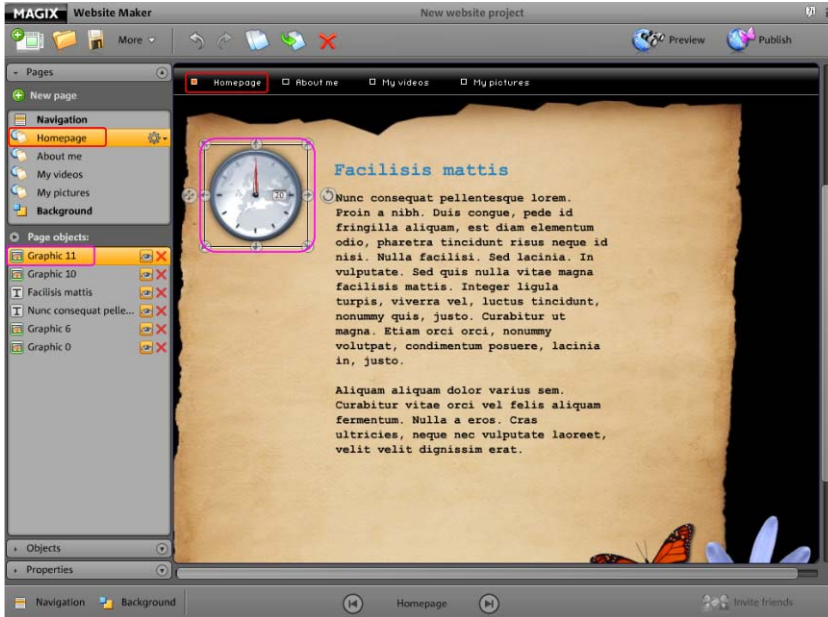 MAGIX Website Maker New website project
More Preview Publish
Pages
New page
Navigation
Homepage
About me
My videos
My pictures
Background
Page objects:
Graphic 11
Graphic 10
T Facilisis mattis
T Nunc consequat pelle...
Graphic 6
Graphic 0
Objects
Properties
Homepage About me My videos My pictures
20
Facilisis mattis
Nunc consequat pellentesque lorem.
Proin a nibh. Duis congue, pede id
fringilla aliquam, est diam elementum
odio, pharetra tincidunt risus neque id
nisi. Nulla facilisi. Sed lacinia. In
vulputate. Sed quis nulla vitae magna
facilisis mattis. Integer ligula
turpis, viverra vel, luctus tincidunt,
nonummy quis, justo. Curabitur ut
magna. Etiam orci orci, nonummy
volutpat, condimentum posuere, lacinia
in, justo.
Aliquam aliquam dolor varius sem.
Curabitur vitae orci vel felis aliquam
fermentum. Nulla a eros. Cras
ultricies, neque nec vulputate laoreet,
velit velit dignissim erat.
Navigation Background Homepage Invite friends